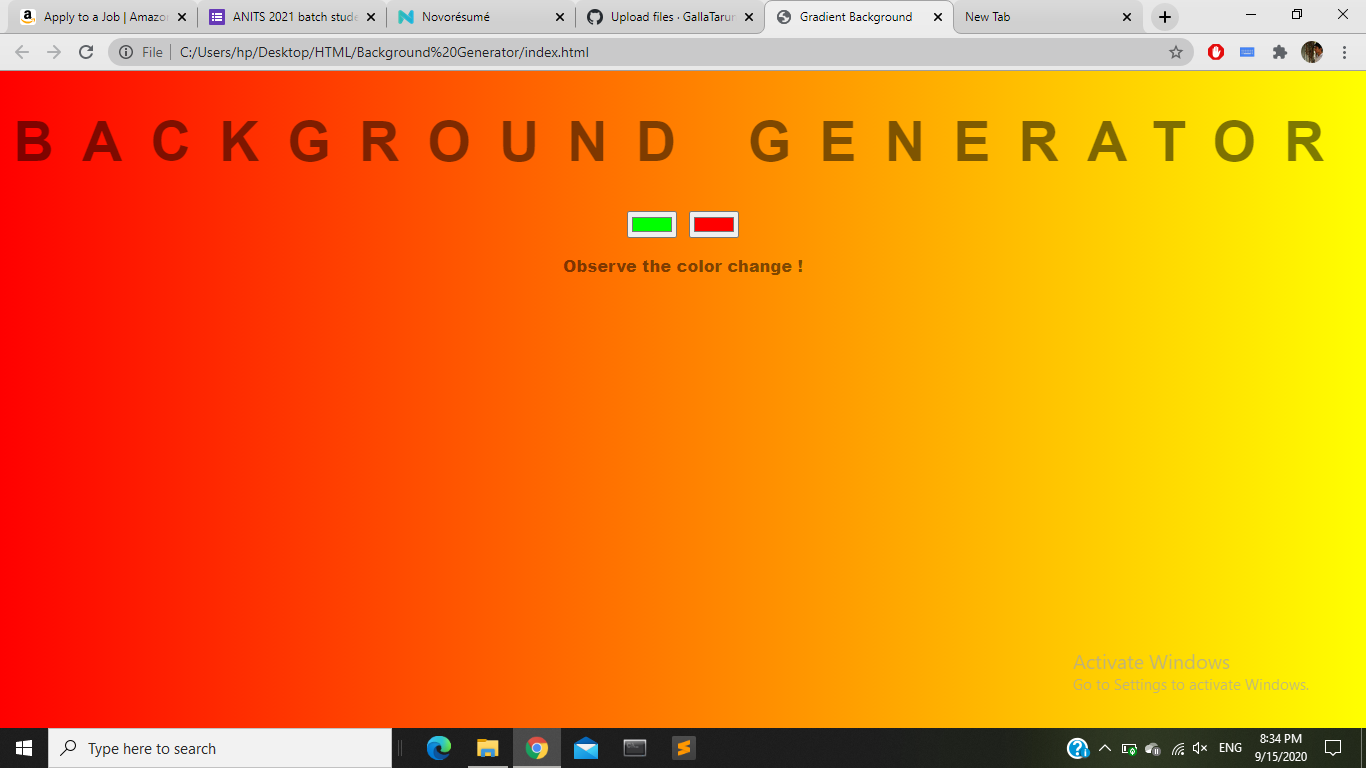 Apply to a Job | Amazo
ANITS 2021 batch stude
Novorésumé
Upload files · GallaTarun
Gradient Background
New Tab
File
C:/Users/hp/Desktop/HTML/Background%20Generator/index.html
BACKGROUND GENERATOR
Observe the color change !
Activate Windows
Go to Settings to activate Windows.
Type here to search
ENG
8:34 PM
9/15/2020